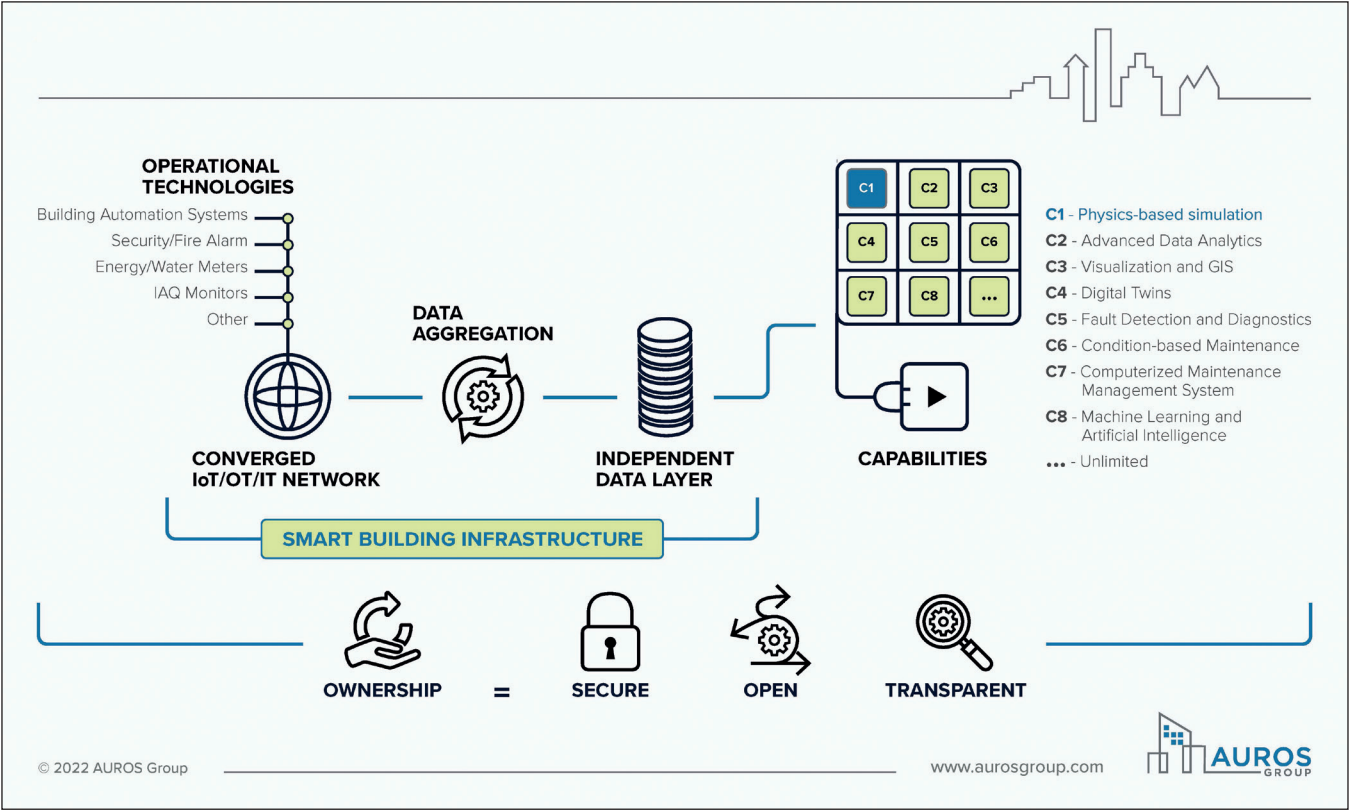 OPERATIONAL
TECHNOLOGIES
Building Automation Systems
Security/Fire Alarm
Energy/Water Meters
IAQ Monitors
Other
CONVERGED
IoT/OT/IT NETWORK
DATA
AGGREGATION
INDEPENDENT
DATA LAYER
C1 C2 C3
C4 C5 C6
C7 C8 ...
CAPABILITIES
C1 - Physics-based simulation
C2 - Advanced Data Analytics
C3 - Visualization and GIS
C4 - Digital Twins
C5 - Fault Detection and Diagnostics
C6 - Condition-based Maintenance
C7 - Computerized Maintenance
Management System
C8 - Machine Learning and
Artificial Intelligence
... - Unlimited
SMART BUILDING INFRASTRUCTURE
OWNERSHIP = SECURE OPEN TRANSPARENT
© 2022 AUROS Group
www.aurosgroup.com
AUROS
GROUP